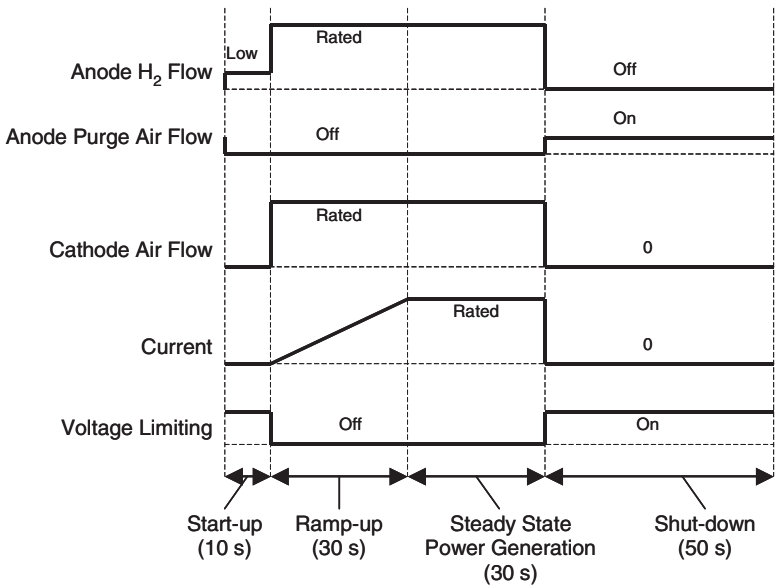 Low
Rated
Anode H₂ Flow
Off
On
Anode Purge Air Flow
Off
Rated
Cathode Air Flow
0
Rated
Current
0
Voltage Limiting
Off
On
Start-up
(10 s)
Ramp-up
(30 s)
Steady State
Power Generation
(30 s)
Shut-down
(50 s)